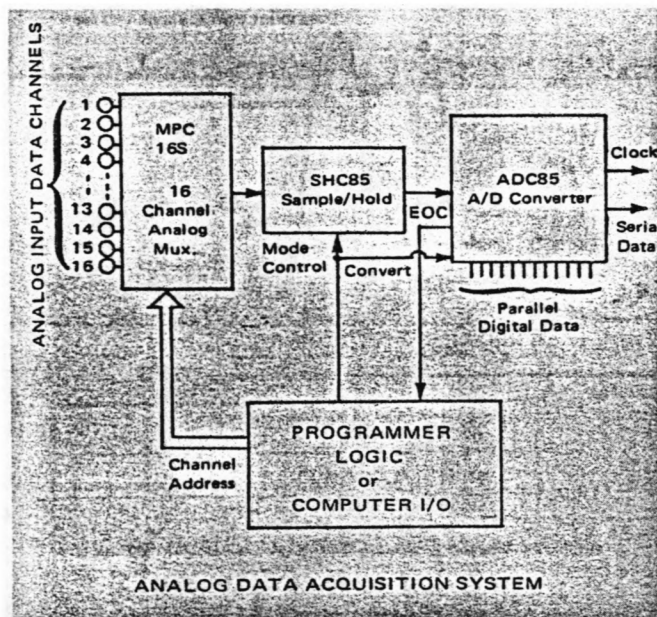 ANALOG INPUT DATA CHANNELS
1
2
3
4
13
14
15
16
MPC
16S
16
Channel
Analog
Mux.
SHC85
Sample/Hold
ADC85
A/D Converter
Clock
Serial
Data
EOC
Mode
Control
Convert
Parallel
Digital Data
Channel
Address
PROGRAMMER
LOGIC
or
COMPUTER I/O
ANALOG DATA ACQUISITION SYSTEM